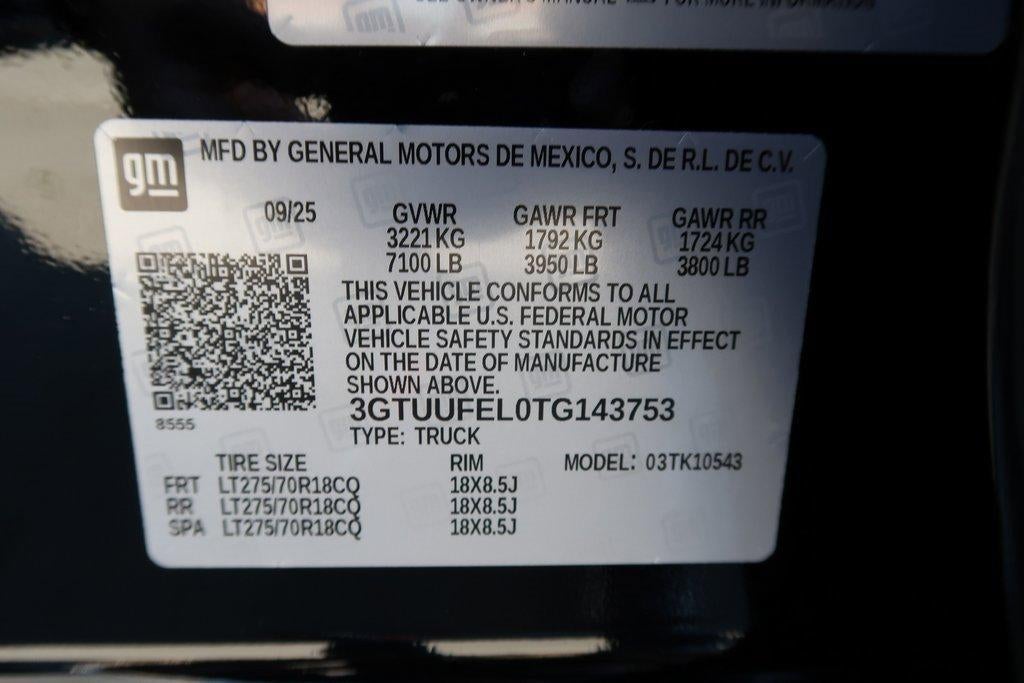 FOR MORE INFORMATION
gm
MFD BY GENERAL MOTORS DE MEXICO, S. DE R.L. DE C.V.
09/25 GVWR GAWR FRT GAWR RR
3221 KG 1792 KG 1724 KG
7100 LB 3950 LB 3800 LB
THIS VEHICLE CONFORMS TO ALL
APPLICABLE U.S. FEDERAL MOTOR
VEHICLE SAFETY STANDARDS IN EFFECT
ON THE DATE OF MANUFACTURE
SHOWN ABOVE.
3GTUUFEL0TG143753
8555
TYPE: TRUCK
TIRE SIZE RIM MODEL: 03TK10543
FRT LT275/70R18CQ 18X8.5J
RR LT275/70R18CQ 18X8.5J
SPA LT275/70R18CQ 18X8.5J